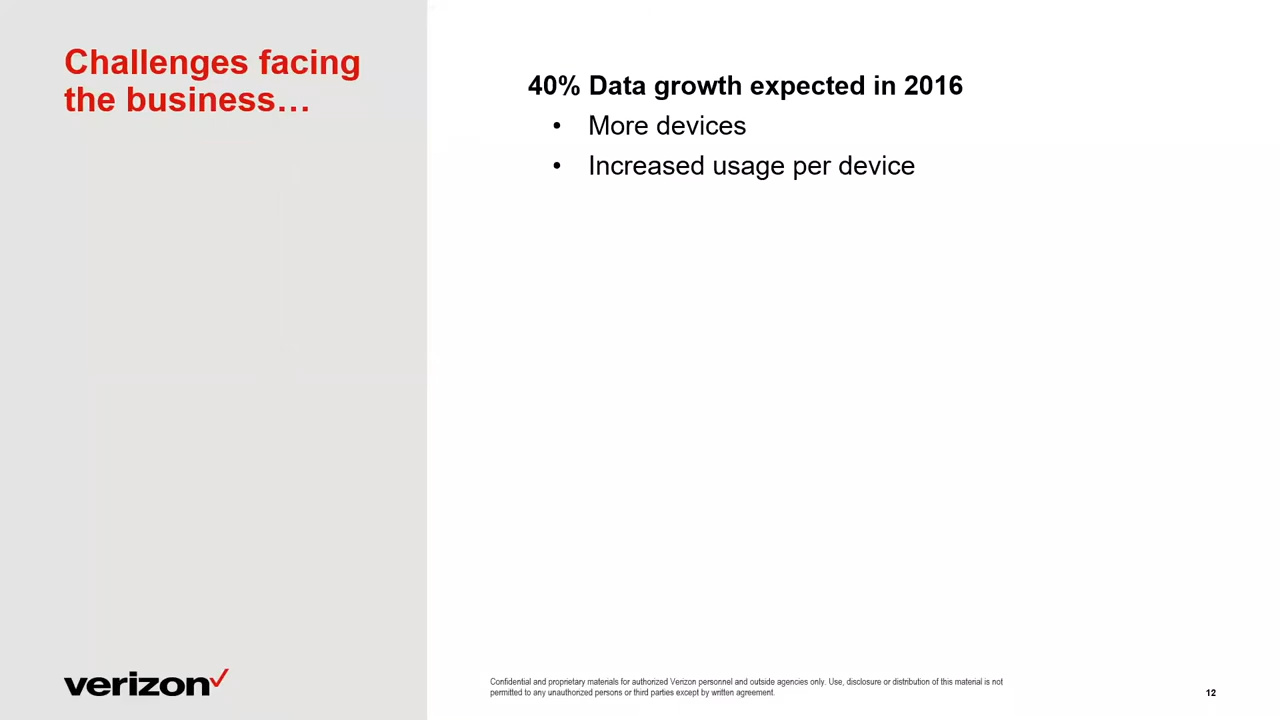 Challenges facing
the business…
40% Data growth expected in 2016
• More devices
• Increased usage per device
verizon✓
Confidential and proprietary materials for authorized Verizon personnel and outside agencies only. Use, disclosure or distribution of this material is not
permitted to any unauthorized persons or third parties except by written agreement.
12